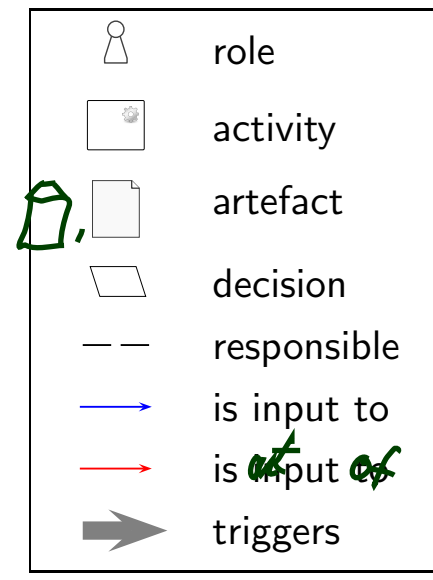 role
activity
artefact
decision
responsible
is input to
is output of
triggers